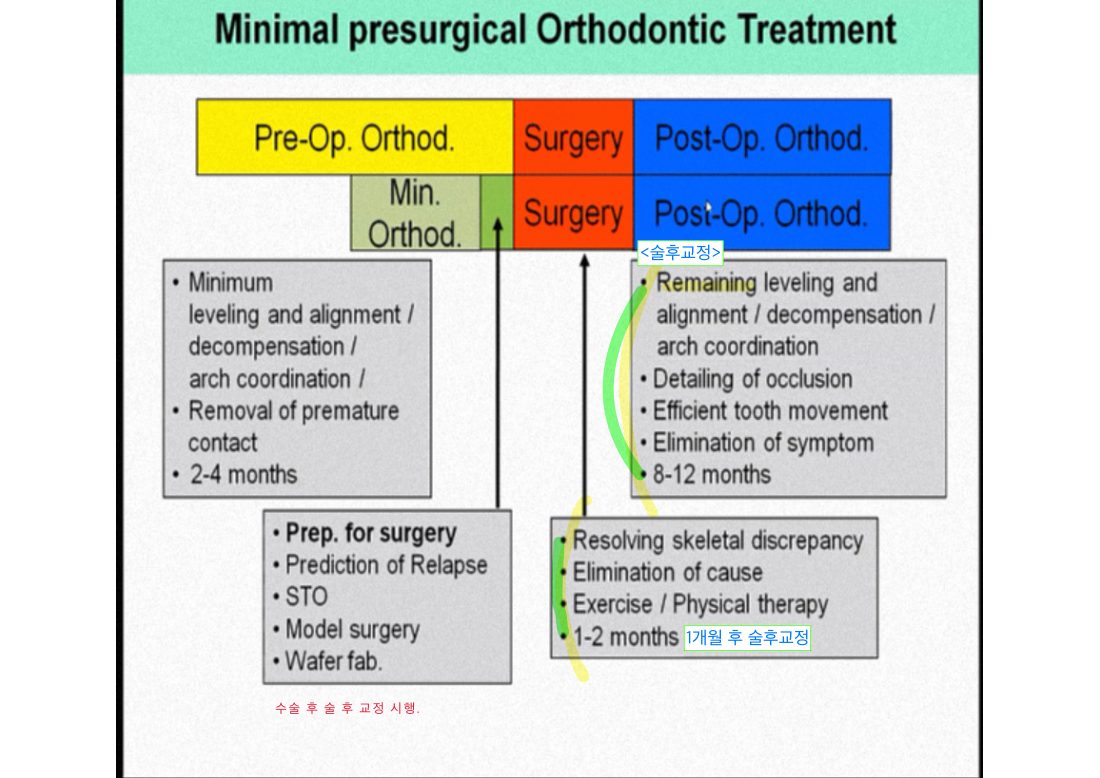 Minimal presurgical Orthodontic Treatment
Pre-Op. Orthod.
Surgery
Post-Op. Orthod.
Min.
Orthod.
Surgery
Post-Op. Orthod.
<술후교정>
• Minimum
leveling and alignment /
decompensation /
arch coordination /
• Removal of premature
contact
• 2-4 months
• Remaining leveling and
alignment / decompensation /
arch coordination
• Detailing of occlusion
• Efficient tooth movement
• Elimination of symptom
• 8-12 months
• Prep. for surgery
• Prediction of Relapse
• STO
• Model surgery
• Wafer fab.
• Resolving skeletal discrepancy
• Elimination of cause
• Exercise / Physical therapy
• 1-2 months 1개월 후 술후교정
수술 후 술 후 교정 시행.